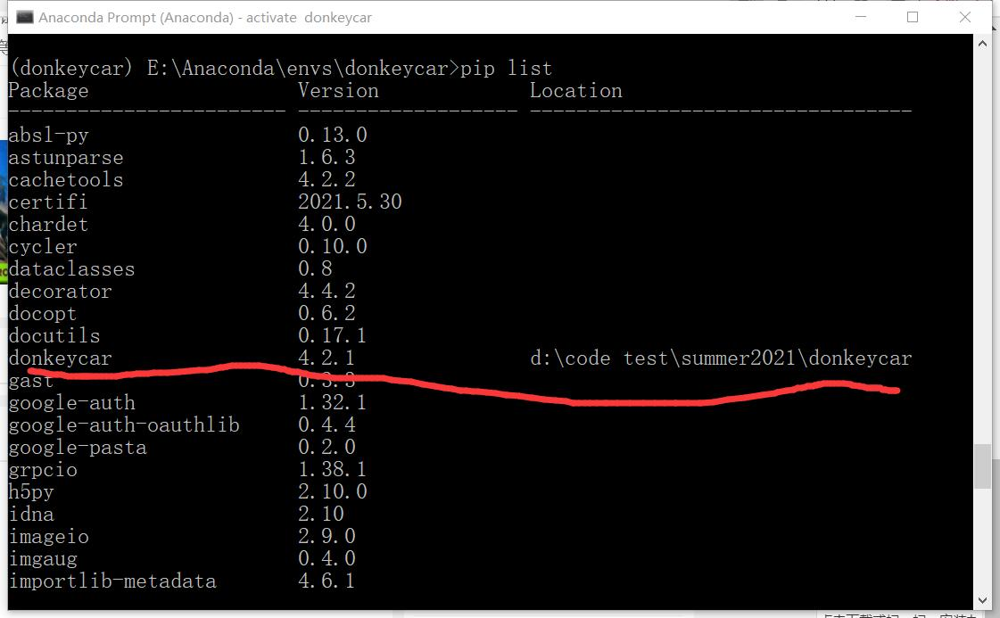 Anaconda Prompt (Anaconda) - activate  donkeycar
(donkeycar) E:\Anaconda\envs\donkeycar>pip list
Package                  Version             Location
------------------------ ------------------- ---------------------------------
absl-py                  0.13.0
astunparse               1.6.3
cachetools               4.2.2
certifi                  2021.5.30
chardet                  4.0.0
cycler                   0.10.0
dataclasses              0.8
decorator                4.4.2
docopt                   0.6.2
docutils                 0.17.1
donkeycar                4.2.1               d:\code test\summer2021\donkeycar
gast                     0.3.3
google-auth              1.32.1
google-auth-oauthlib     0.4.4
google-pasta             0.2.0
grpcio                   1.38.1
h5py                     2.10.0
idna                     2.10
imageio                  2.9.0
imgaug                   0.4.0
importlib-metadata       4.6.1